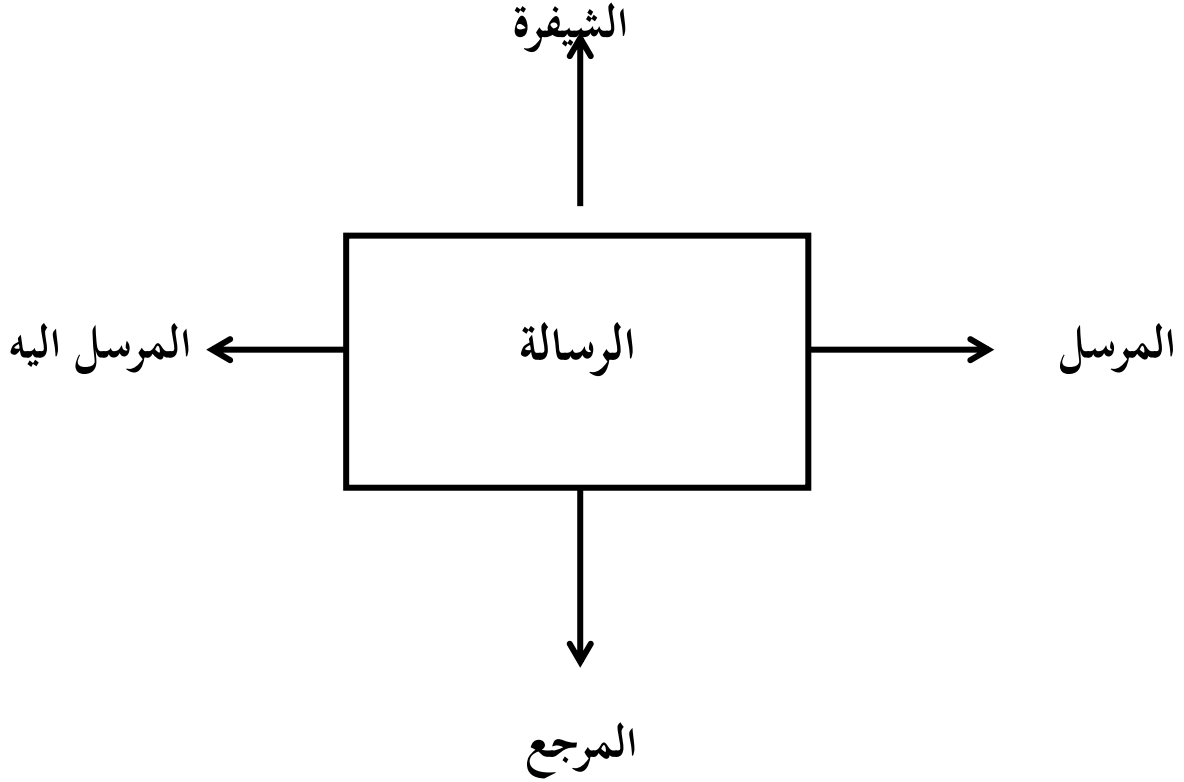 الشيفرة
المرسل
الرسالة
المرسل اليه
المرجع